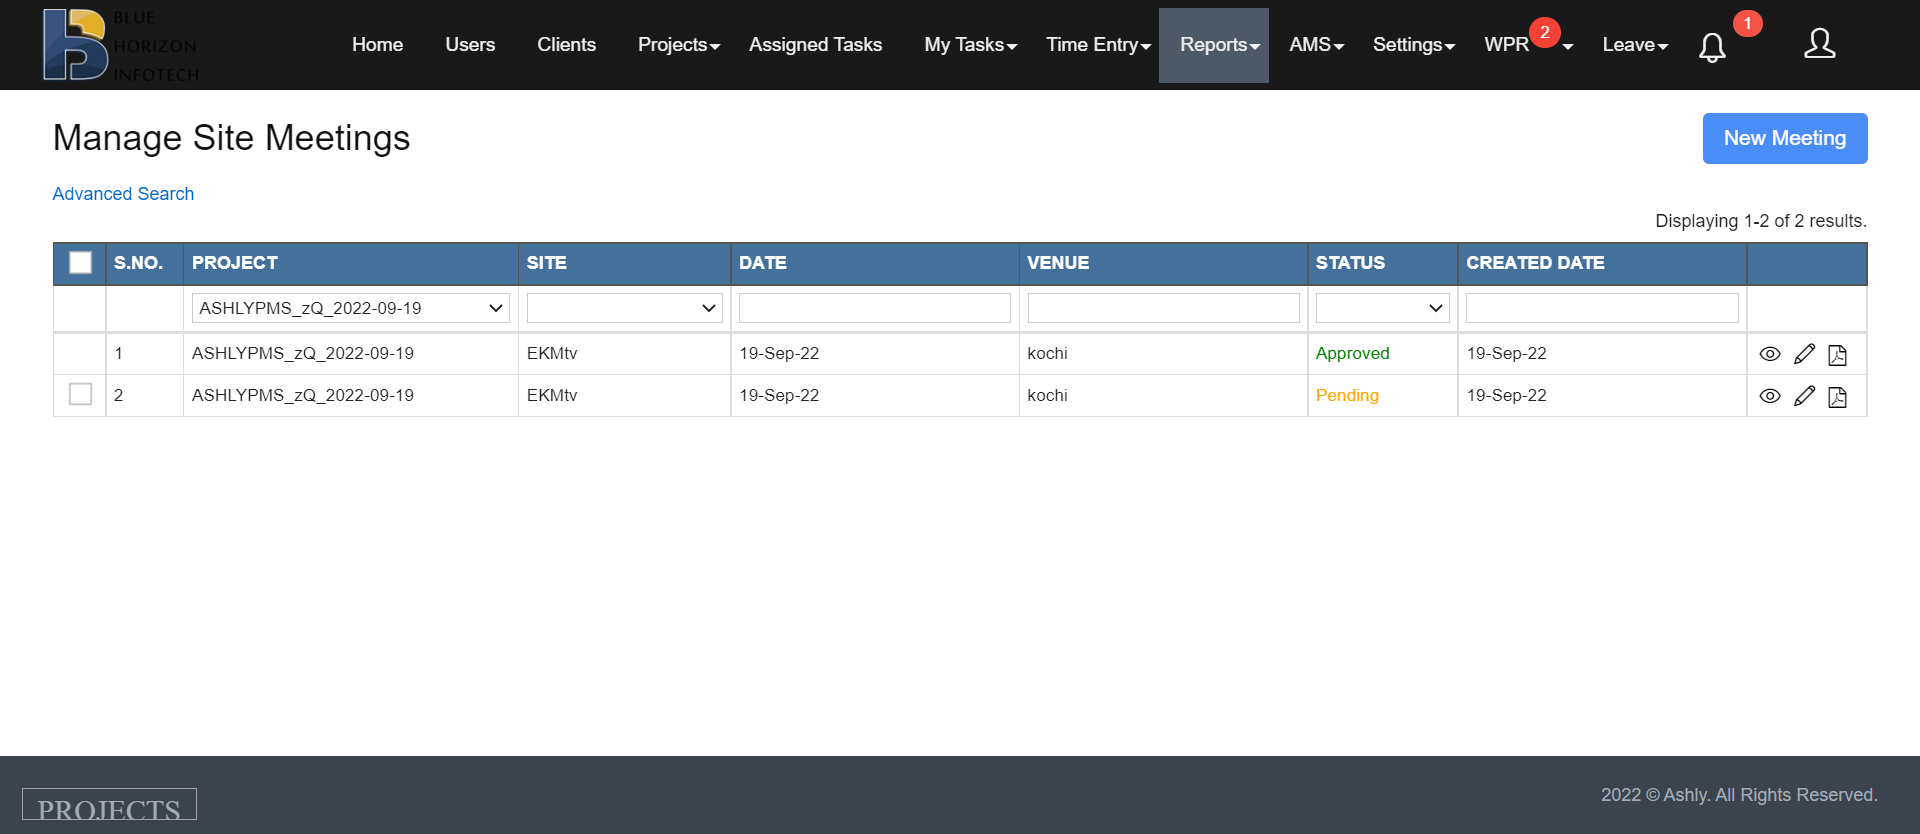 BLUE
HORIZON
INFOTECH
Home Users Clients Projects Assigned Tasks My Tasks Time Entry Reports AMS Settings WPR 2 Leave 1
Manage Site Meetings
New Meeting
Advanced Search
Displaying 1-2 of 2 results.
S.NO. PROJECT SITE DATE VENUE STATUS CREATED DATE
ASHLYPMS_zQ_2022-09-19
1 ASHLYPMS_zQ_2022-09-19 EKMtv 19-Sep-22 kochi Approved 19-Sep-22
2 ASHLYPMS_zQ_2022-09-19 EKMtv 19-Sep-22 kochi Pending 19-Sep-22
PROJECTS
2022 © Ashly. All Rights Reserved.